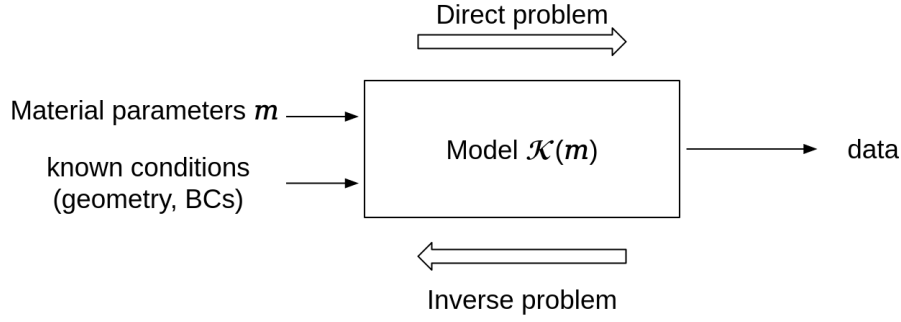 Direct problem
Material parameters m
known conditions
(geometry, BCs)
Model 𝒦(m)
data
Inverse problem